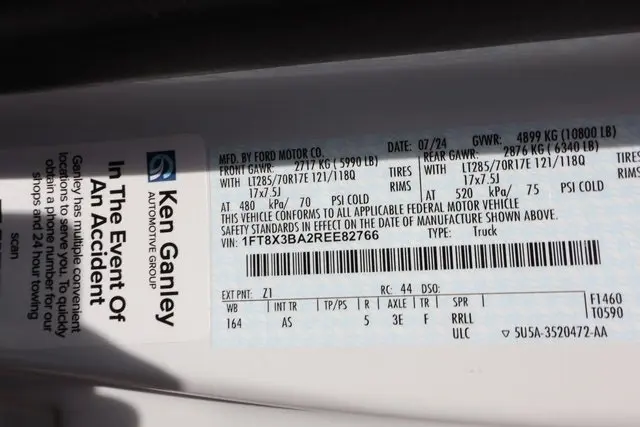 MFD. BY FORD MOTOR CO.
DATE: 07/24
GVWR: 4899 KG (10800 LB)
FRONT GAWR: 2717 KG ( 5990 LB)
WITH LT285/70R17E 121/118Q TIRES
17x7.5J RIMS
AT 480 kPa/ 70 PSI COLD
REAR GAWR: 2876 KG ( 6340 LB)
WITH LT285/70R17E 121/118Q TIRES
17x7.5J RIMS
AT 520 kPa/ 75 PSI COLD
THIS VEHICLE CONFORMS TO ALL APPLICABLE FEDERAL MOTOR VEHICLE
SAFETY STANDARDS IN EFFECT ON THE DATE OF MANUFACTURE SHOWN ABOVE.
VIN: 1FT8X3BA2REE82766
TYPE: Truck
EXT PNT: Z1 RC: 44 DSO:
WB INT TR TP/PS R AXLE TR SPR
164 AS 5 3E F RRLL
ULC
F1460
T0590
▽ 5U5A-3S20472-AA
Ken Ganley
AUTOMOTIVE GROUP
In The Event Of
An Accident
Ganley has multiple convenient
locations to serve you. To quickly
obtain a phone number for our
shops and 24 hour towing
scan